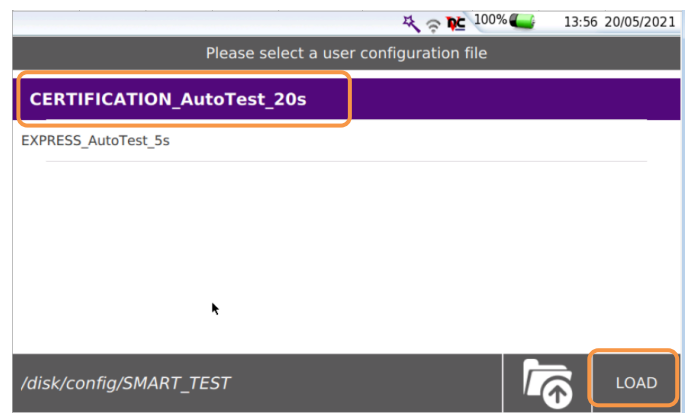 100% 13:56 20/05/2021
Please select a user configuration file
CERTIFICATION_AutoTest_20s
EXPRESS_AutoTest_5s
/disk/config/SMART_TEST
LOAD